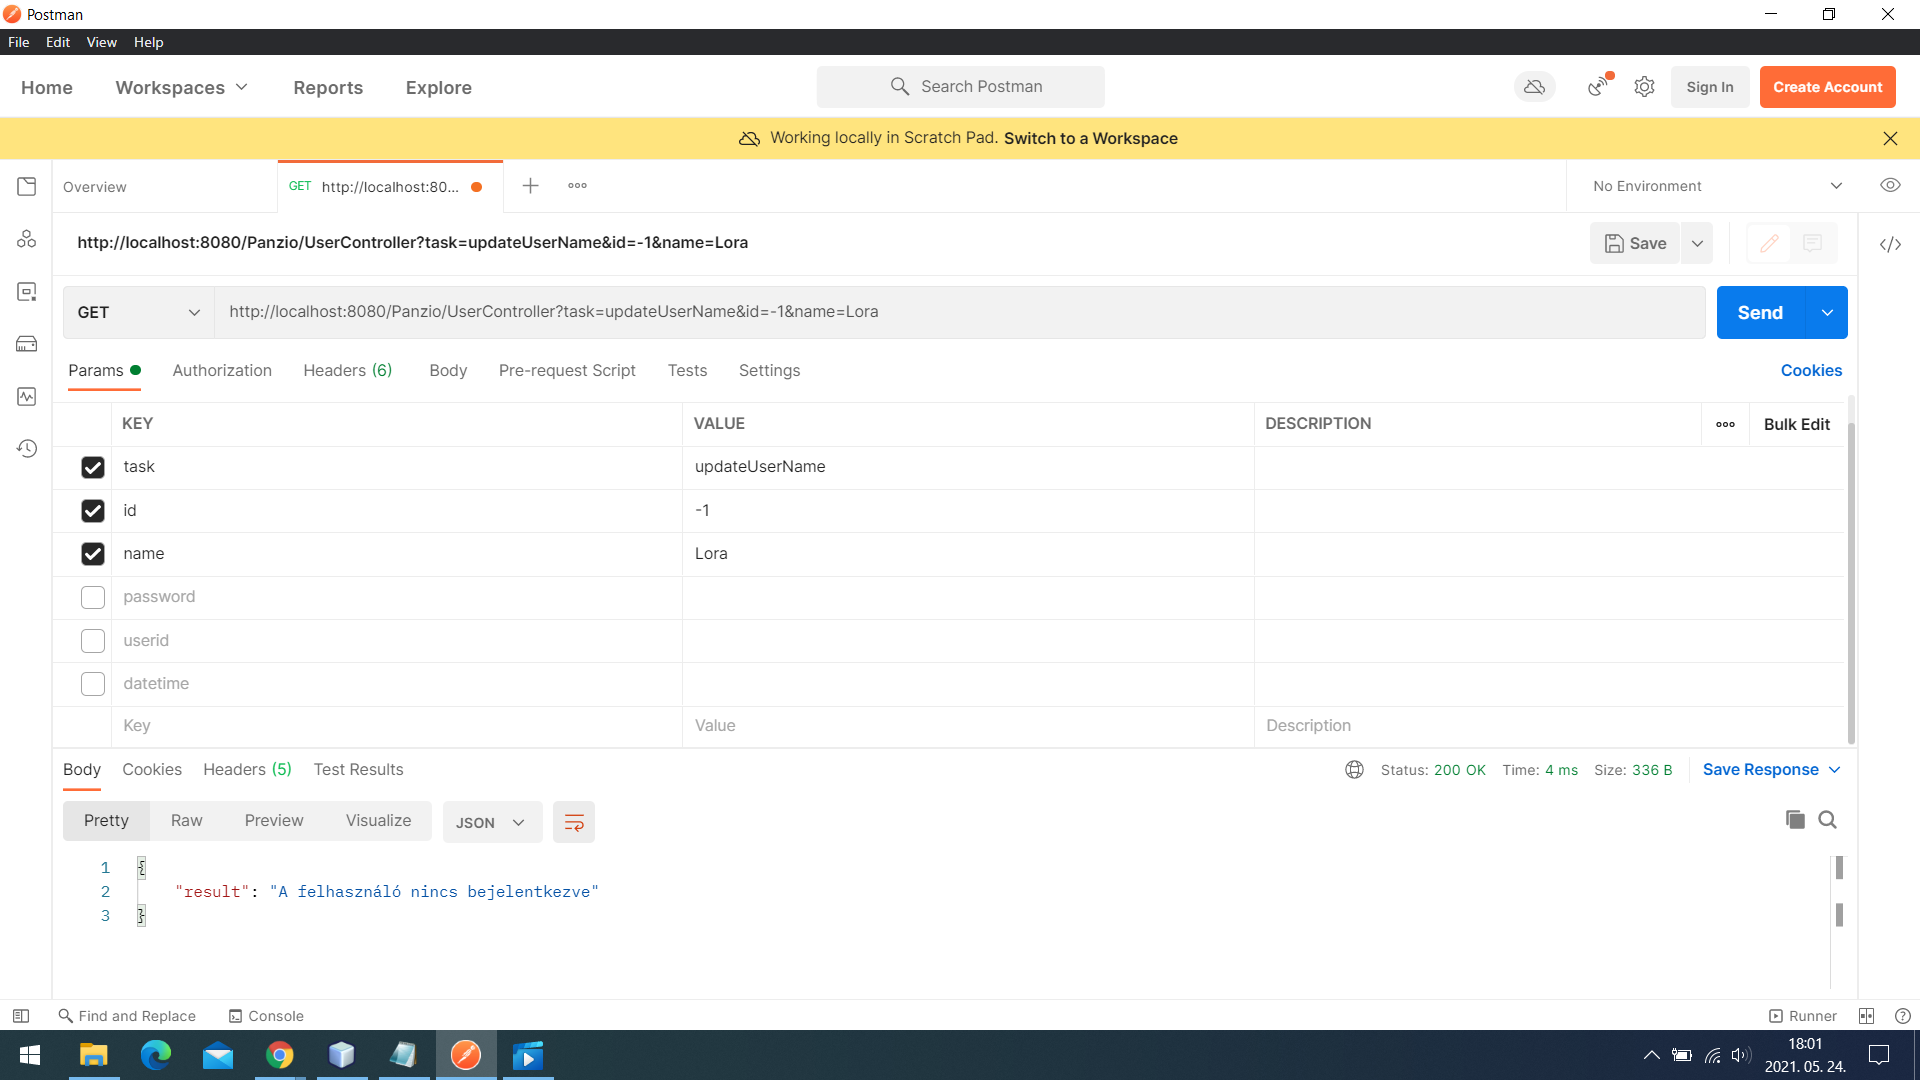 Postman
File Edit View Help
Home Workspaces Reports Explore Search Postman Sign In Create Account
Working locally in Scratch Pad. Switch to a Workspace
Overview GET http://localhost:80... No Environment
http://localhost:8080/Panzio/UserController?task=updateUserName&id=-1&name=Lora Save
GET http://localhost:8080/Panzio/UserController?task=updateUserName&id=-1&name=Lora Send
Params Authorization Headers (6) Body Pre-request Script Tests Settings Cookies
KEY VALUE DESCRIPTION Bulk Edit
task updateUserName
id -1
name Lora
password
userid
datetime
Key Value Description
Body Cookies Headers (5) Test Results Status: 200 OK Time: 4 ms Size: 336 B Save Response
Pretty Raw Preview Visualize JSON
1 {
2 "result": "A felhasználó nincs bejelentkezve"
3 }
Find and Replace Console Runner
18:01
2021. 05. 24.